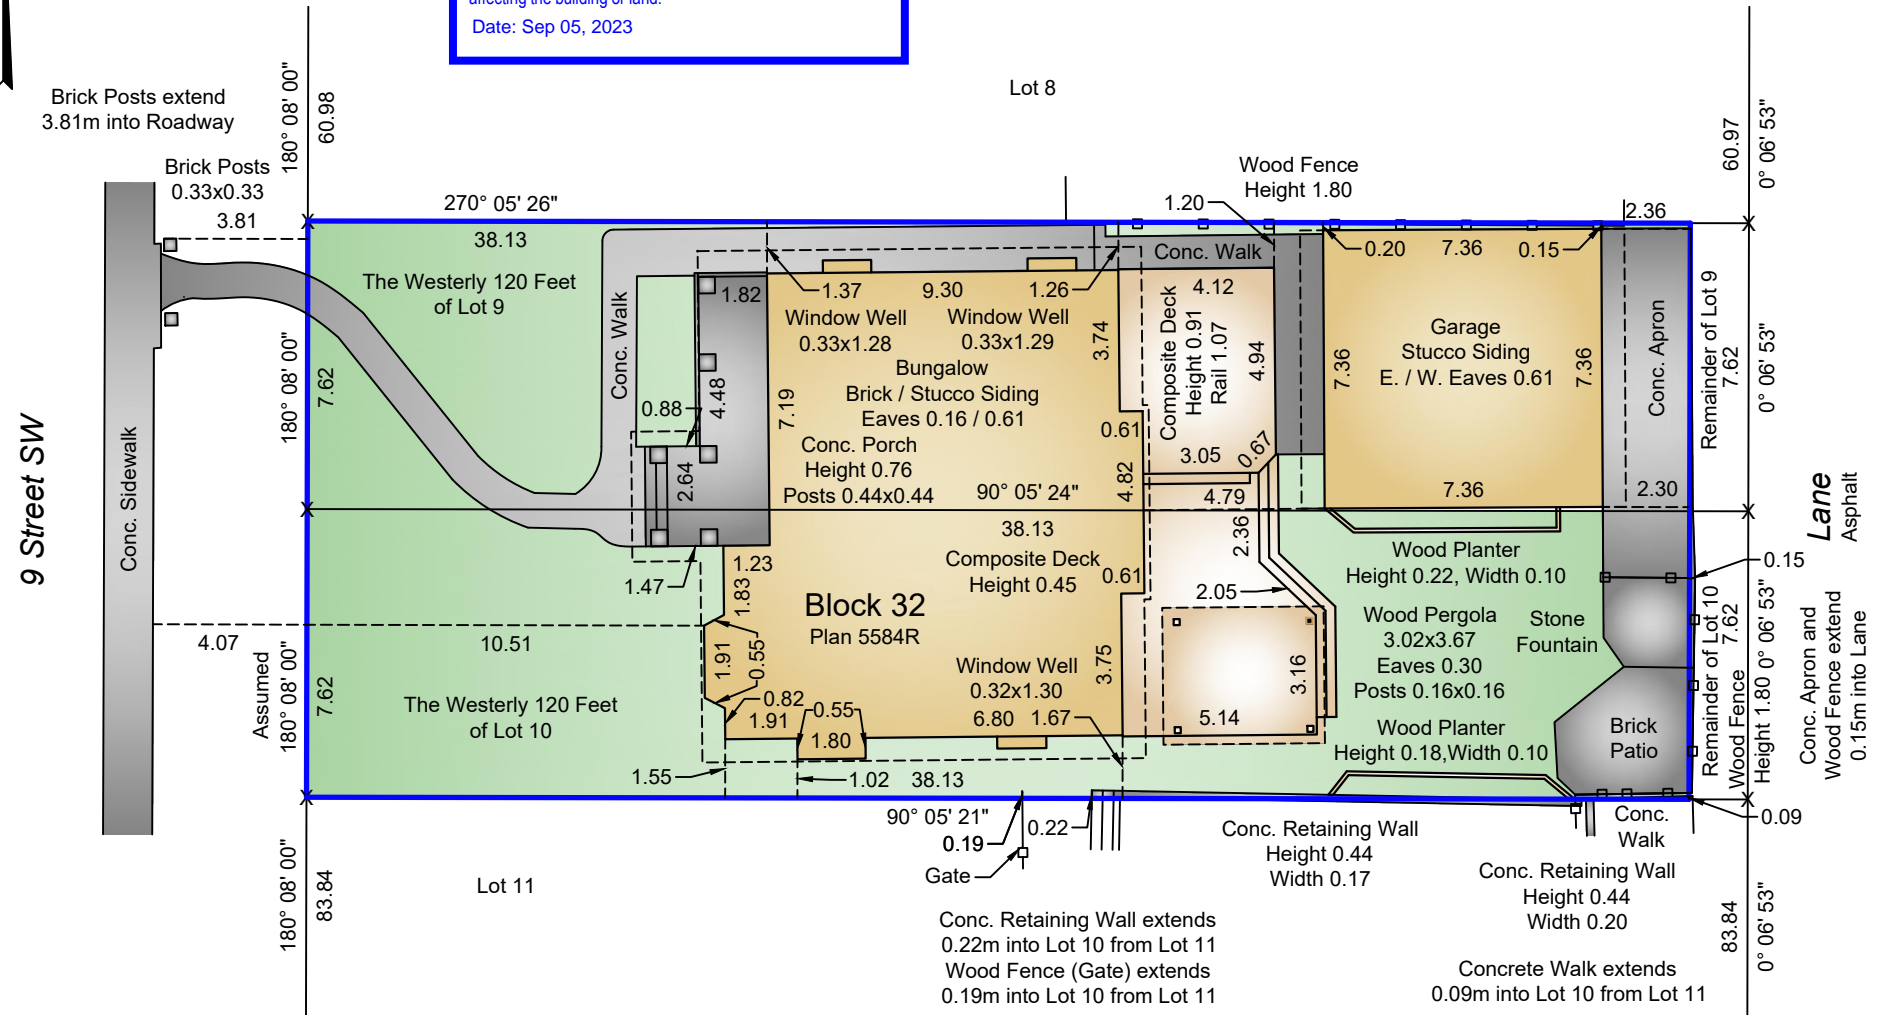 affecting the building or land.
Date: Sep 05, 2023
Lot 8
Brick Posts extend
3.81m into Roadway
180° 08' 00"
60.98
60.97
0° 06' 53"
Brick Posts
0.33x0.33
3.81
Wood Fence
Height 1.80
1.20
2.36
270° 05' 26"
38.13
Conc. Walk
0.20
7.36
0.15
The Westerly 120 Feet
of Lot 9
Conc. Walk
1.82
1.37
9.30
1.26
4.12
Window Well
0.33x1.28
Window Well
0.33x1.29
3.74
Composite Deck
Height 0.91
Rail 1.07
4.94
7.36
Garage
Stucco Siding
E. / W. Eaves 0.61
7.36
Conc. Apron
Remainder of Lot 9
7.62
0° 06' 53"
180° 08' 00"
7.62
Bungalow
Brick / Stucco Siding
Eaves 0.16 / 0.61
7.19
4.48
0.88
0.61
Conc. Porch
Height 0.76
Posts 0.44x0.44
2.64
3.05
0.67
4.82
90° 05' 24"
4.79
7.36
2.30
9 Street SW
Conc. Sidewalk
Lane
Asphalt
38.13
2.36
Composite Deck
Height 0.45
0.61
Wood Planter
Height 0.22, Width 0.10
0.15
1.23
1.47
1.83
2.05
Block 32
Plan 5584R
Wood Pergola
3.02x3.67
Eaves 0.30
Posts 0.16x0.16
Stone
Fountain
4.07
10.51
1.91
0.55
3.75
3.16
Window Well
0.32x1.30
Remainder of Lot 10
7.62
0° 06' 53"
Wood Fence
Height 1.80
Conc. Apron and
Wood Fence extend
0.15m into Lane
Assumed
180° 08' 00"
7.62
The Westerly 120 Feet
of Lot 10
0.82
1.91
0.55
1.80
6.80
1.67
5.14
Wood Planter
Height 0.18,Width 0.10
Brick
Patio
1.55
1.02
38.13
90° 05' 21"
0.19
0.22
Gate
Conc. Retaining Wall
Height 0.44
Width 0.17
Conc.
Walk
0.09
180° 08' 00"
83.84
Lot 11
Conc. Retaining Wall
Height 0.44
Width 0.20
83.84
0° 06' 53"
Conc. Retaining Wall extends
0.22m into Lot 10 from Lot 11
Wood Fence (Gate) extends
0.19m into Lot 10 from Lot 11
Concrete Walk extends
0.09m into Lot 10 from Lot 11